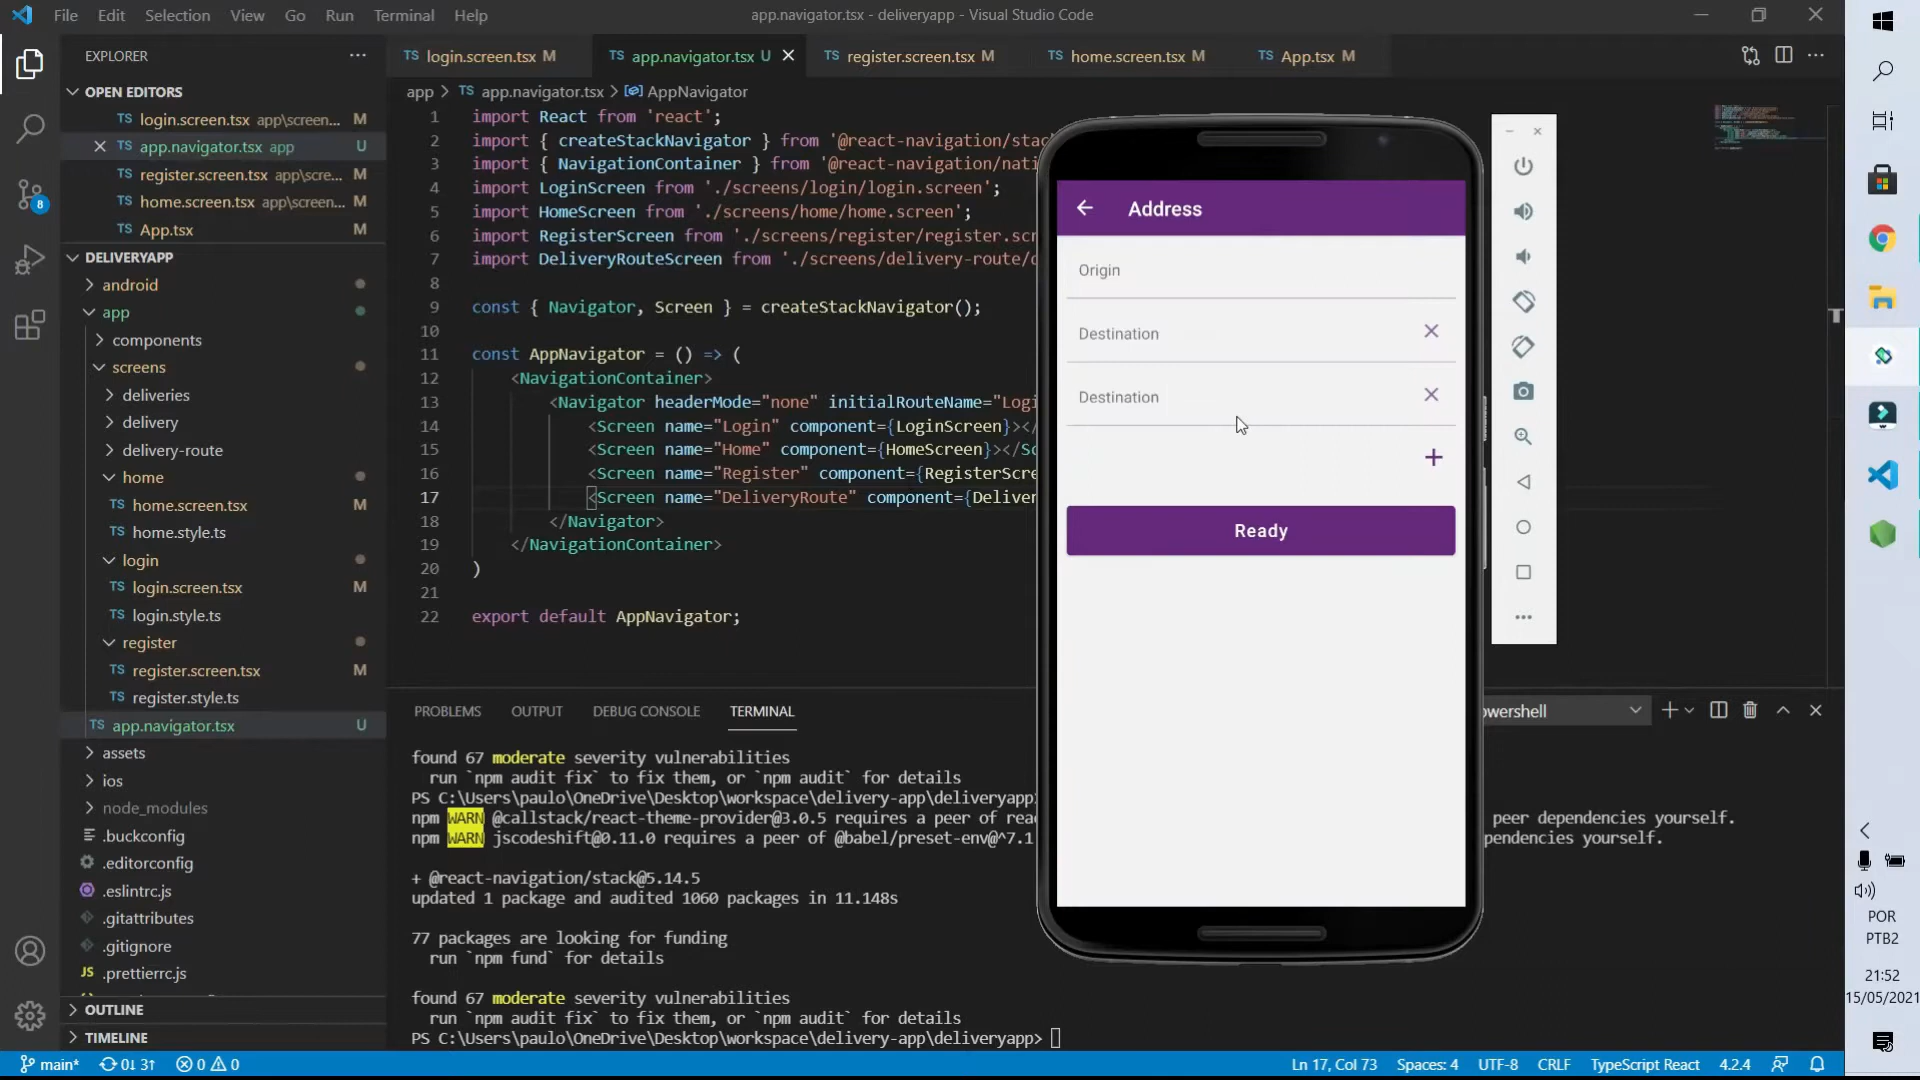 File Edit Selection View Go Run Terminal Help
app.navigator.tsx - deliveryapp - Visual Studio Code
EXPLORER
OPEN EDITORS
TS login.screen.tsx app\screen... M
TS app.navigator.tsx app U
TS register.screen.tsx app\scre... M
TS home.screen.tsx app\screen... M
TS App.tsx M
DELIVERYAPP
android
app
components
screens
deliveries
delivery
delivery-route
home
TS home.screen.tsx M
TS home.style.ts
login
TS login.screen.tsx M
TS login.style.ts
register
TS register.screen.tsx M
TS register.style.ts
TS app.navigator.tsx U
assets
ios
node_modules
.buckconfig
.editorconfig
.eslintrc.js
.gitattributes
.gitignore
JS .prettierrc.js
OUTLINE
TIMELINE
8
TS login.screen.tsx M TS app.navigator.tsx U TS register.screen.tsx M TS home.screen.tsx M TS App.tsx M
app > TS app.navigator.tsx > AppNavigator
1 import React from 'react';
2 import { createStackNavigator } from '@react-navigation/stac
3 import { NavigationContainer } from '@react-navigation/nati
4 import LoginScreen from './screens/login/login.screen';
5 import HomeScreen from './screens/home/home.screen';
6 import RegisterScreen from './screens/register/register.scr
7 import DeliveryRouteScreen from './screens/delivery-route/d
8
9 const { Navigator, Screen } = createStackNavigator();
10
11 const AppNavigator = () => (
12 <NavigationContainer>
13 <Navigator headerMode="none" initialRouteName="Logi
14 <Screen name="Login" component={LoginScreen}></
15 <Screen name="Home" component={HomeScreen}></Sc
16 <Screen name="Register" component={RegisterScre
17 <Screen name="DeliveryRoute" component={Deliver
18 </Navigator>
19 </NavigationContainer>
20 )
21
22 export default AppNavigator;
Address
Origin
Destination
Destination
+
Ready
PROBLEMS OUTPUT DEBUG CONSOLE TERMINAL
owershell
found 67 moderate severity vulnerabilities
run `npm audit fix` to fix them, or `npm audit` for details
PS C:\Users\paulo\OneDrive\Desktop\workspace\delivery-app\deliveryapp>
npm WARN @callstack/react-theme-provider@3.0.5 requires a peer of rea peer dependencies yourself.
npm WARN jscodeshift@0.11.0 requires a peer of @babel/preset-env@^7.1 pendencies yourself.
+ @react-navigation/stack@5.14.5
updated 1 package and audited 1060 packages in 11.148s
77 packages are looking for funding
run `npm fund` for details
found 67 moderate severity vulnerabilities
run `npm audit fix` to fix them, or `npm audit` for details
PS C:\Users\paulo\OneDrive\Desktop\workspace\delivery-app\deliveryapp>
main* 0↓ 3↑ 0 0
Ln 17, Col 73 Spaces: 4 UTF-8 CRLF TypeScript React 4.2.4
POR
PTB2
21:52
15/05/2021